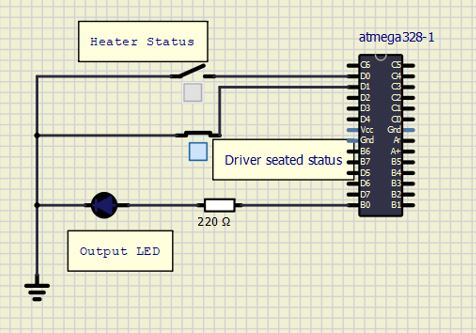 Heater Status
atmega328-1
C6
C5
D0
C4
D1
C3
D2
C2
D3
C1
D4
C0
Vcc
Gnd
Gnd
Ar
B6
A+
B7
B5
D5
B4
D6
B3
D7
B2
B0
B1
Driver seated status
220 Ω
Output LED